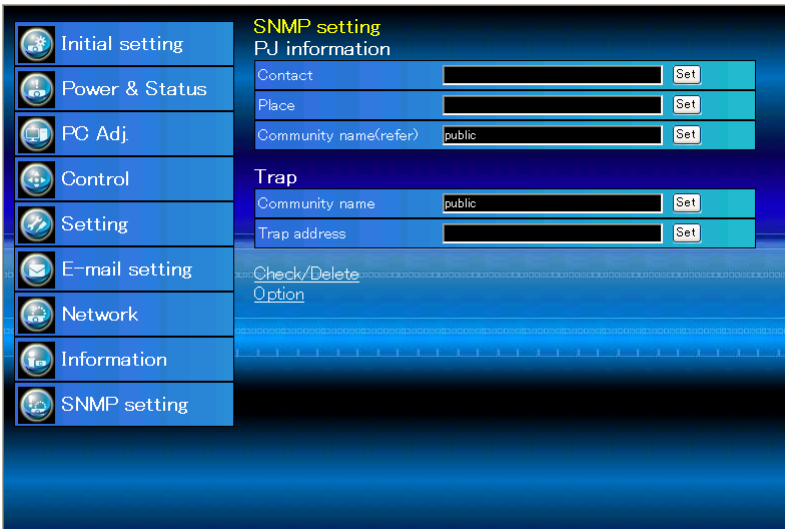 Initial setting
Power & Status
PC Adj.
Control
Setting
E-mail setting
Network
Information
SNMP setting
SNMP setting
PJ information
Contact Set
Place Set
Community name(refer) public Set
Trap
Community name public Set
Trap address Set
Check/Delete
Option